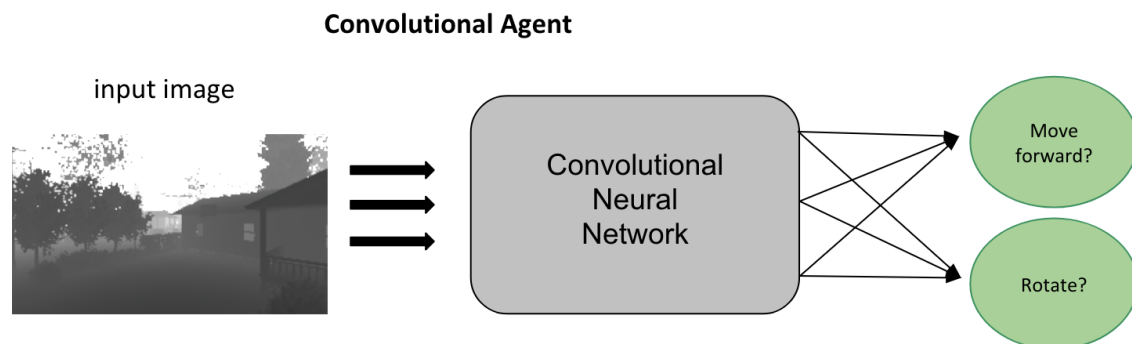 Convolutional Agent
input image
Convolutional
Neural
Network
Move
forward?
Rotate?